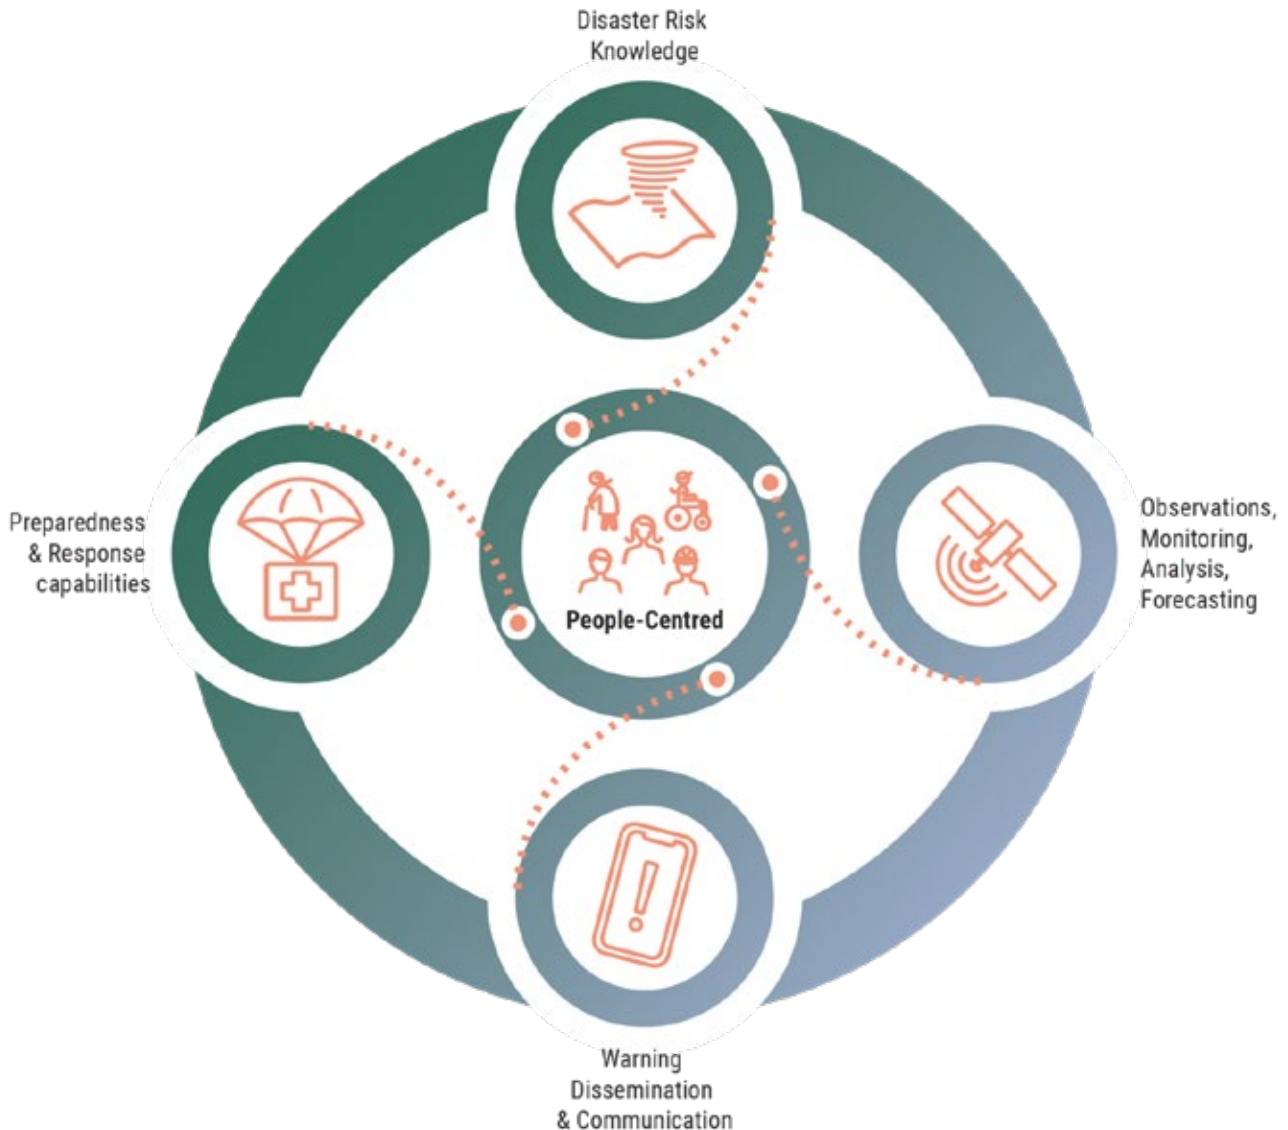 Disaster Risk
Knowledge
Preparedness
& Response
capabilities
People-Centred
Observations,
Monitoring,
Analysis,
Forecasting
Warning
Dissemination
& Communication